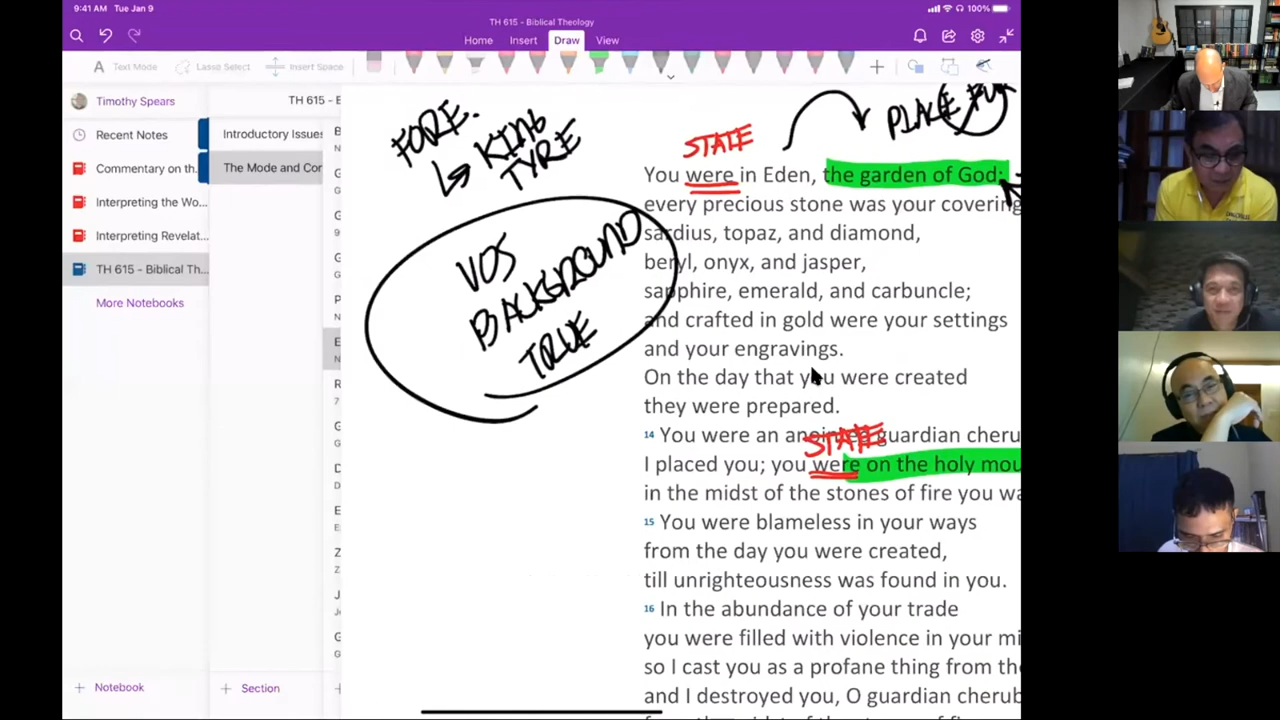 9:41 AM Tue Jan 9
100%
TH 615 - Biblical Theology
Home Insert Draw View
Text Mode Lasso Select Insert Space
Timothy Spears
Recent Notes
Commentary on th...
Interpreting the Wo...
Interpreting Revelat...
TH 615 - Biblical Th...
More Notebooks
Notebook
TH 615 - E
Introductory Issues
The Mode and Cor
Section
FORE.
KING
TYRE
VOS
BACKGROUND
TRUE
STATE
PLACE
You were in Eden, the garden of God;
every precious stone was your covering
sardius, topaz, and diamond,
beryl, onyx, and jasper,
sapphire, emerald, and carbuncle;
and crafted in gold were your settings
and your engravings.
On the day that you were created
they were prepared.
STATE
14 You were an anointed guardian cheru
I placed you; you were on the holy mou
in the midst of the stones of fire you wa
15 You were blameless in your ways
from the day you were created,
till unrighteousness was found in you.
16 In the abundance of your trade
you were filled with violence in your mi
so I cast you as a profane thing from the
and I destroyed you, O guardian cherub